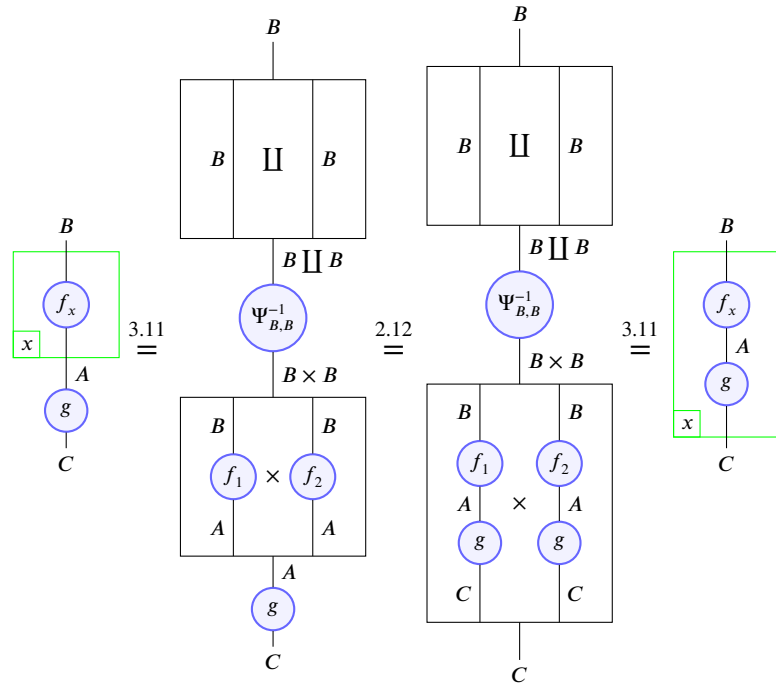 B
f_x
x
A
g
C
3.11
=
B
B ∐ B
B ∐ B
Ψ^{-1}_{B,B}
B × B
B B
f_1 × f_2
A A
A
g
C
2.12
=
B
B ∐ B
B ∐ B
Ψ^{-1}_{B,B}
B × B
B B
f_1 f_2
A × A
g g
C C
C
3.11
=
B
f_x
A
g
x
C